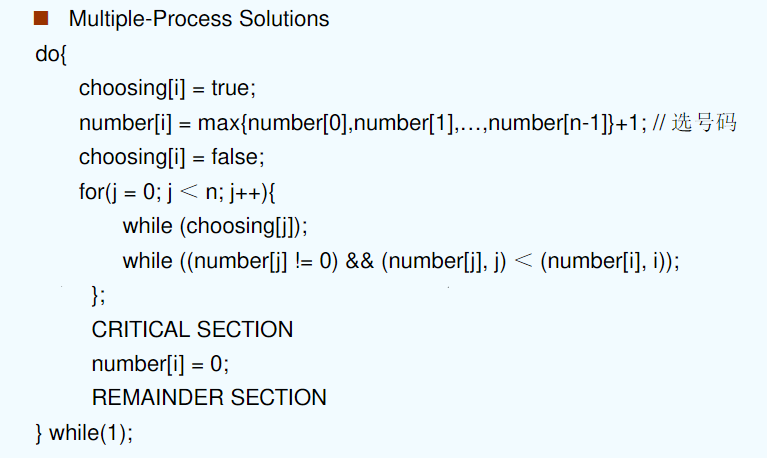 Multiple-Process Solutions
do{
choosing[i] = true;
number[i] = max{number[0],number[1],…,number[n-1]}+1; // 选号码
choosing[i] = false;
for(j = 0; j < n; j++){
while (choosing[j]);
while ((number[j] != 0) && (number[j], j) < (number[i], i));
};
CRITICAL SECTION
number[i] = 0;
REMAINDER SECTION
} while(1);